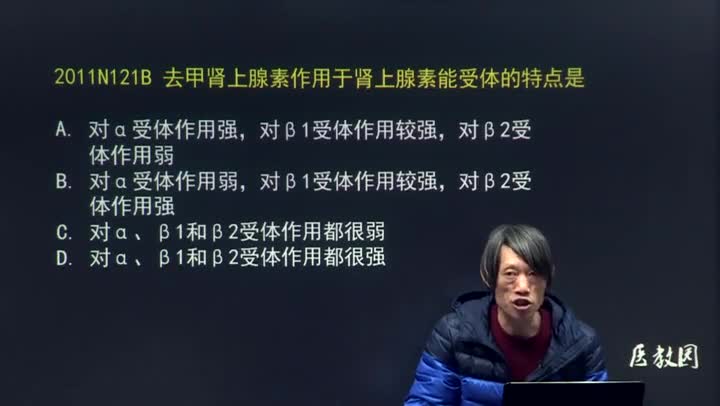 2011N121B 去甲肾上腺素作用于肾上腺素能受体的特点是
A. 对α受体作用强，对β1受体作用较强，对β2受
体作用弱
B. 对α受体作用弱，对β1受体作用较强，对β2受
体作用强
C. 对α、β1和β2受体作用都很弱
D. 对α、β1和β2受体作用都很强
医教园